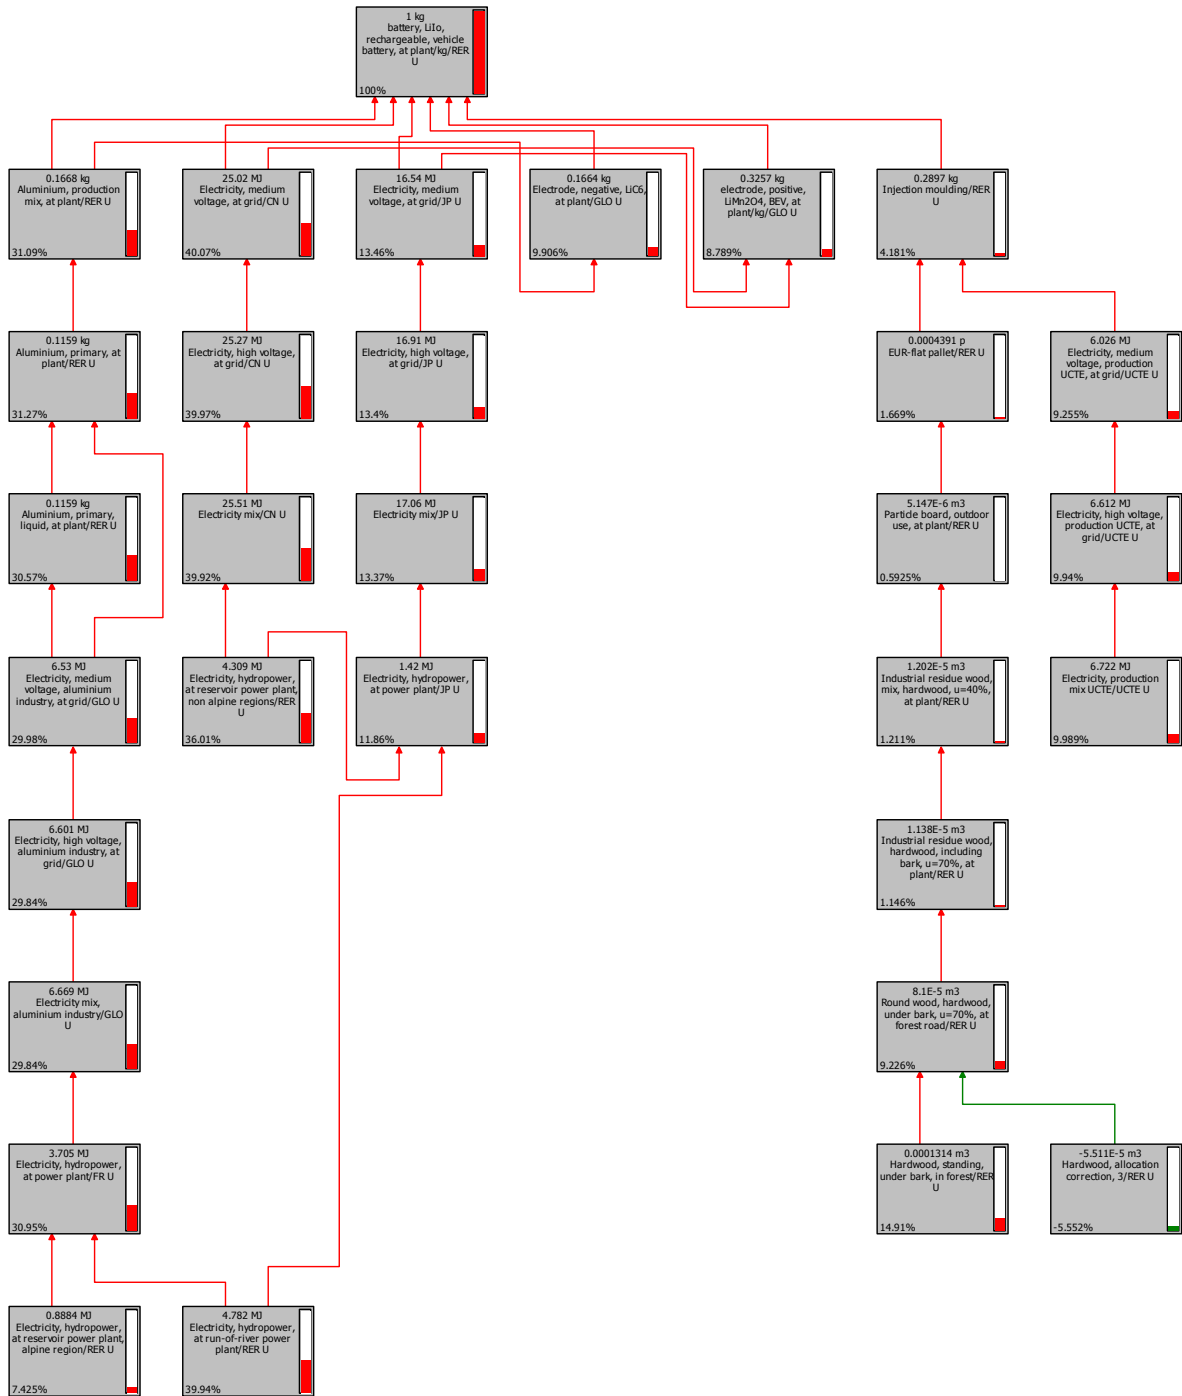 1 kg
battery, LiIo,
rechargeable, vehicle
battery, at plant/kg/RER
U
100%
0.1668 kg
Aluminium, production
mix, at plant/RER U
31.09%
25.02 MJ
Electricity, medium
voltage, at grid/CN U
40.07%
16.54 MJ
Electricity, medium
voltage, at grid/JP U
13.46%
0.1664 kg
Electrode, negative, LiC6,
at plant/GLO U
9.906%
0.3257 kg
electrode, positive,
LiMn2O4, BEV, at
plant/kg/GLO U
8.789%
0.2897 kg
Injection moulding/RER
U
4.181%
0.1159 kg
Aluminium, primary, at
plant/RER U
31.27%
25.27 MJ
Electricity, high voltage,
at grid/CN U
39.97%
16.91 MJ
Electricity, high voltage,
at grid/JP U
13.4%
0.0004391 p
EUR-flat pallet/RER U
1.669%
6.026 MJ
Electricity, medium
voltage, production
UCTE, at grid/UCTE U
9.255%
0.1159 kg
Aluminium, primary,
liquid, at plant/RER U
30.57%
25.51 MJ
Electricity mix/CN U
39.92%
17.06 MJ
Electricity mix/JP U
13.37%
5.147E-6 m3
Particle board, outdoor
use, at plant/RER U
0.5925%
6.612 MJ
Electricity, high voltage,
production UCTE, at
grid/UCTE U
9.94%
6.53 MJ
Electricity, medium
voltage, aluminium
industry, at grid/GLO U
29.98%
4.309 MJ
Electricity, hydropower,
at reservoir power plant,
non alpine regions/RER
U
36.01%
1.42 MJ
Electricity, hydropower,
at power plant/JP U
11.86%
1.202E-5 m3
Industrial residue wood,
mix, hardwood, u=40%,
at plant/RER U
1.211%
6.722 MJ
Electricity, production
mix UCTE/UCTE U
9.989%
6.601 MJ
Electricity, high voltage,
aluminium industry, at
grid/GLO U
29.84%
1.138E-5 m3
Industrial residue wood,
hardwood, including
bark, u=70%, at
plant/RER U
1.146%
6.669 MJ
Electricity mix,
aluminium industry/GLO
U
29.84%
8.1E-5 m3
Round wood, hardwood,
under bark, u=70%, at
forest road/RER U
9.226%
3.705 MJ
Electricity, hydropower,
at power plant/FR U
30.95%
0.0001314 m3
Hardwood, standing,
under bark, in forest/RER
U
14.91%
-5.511E-5 m3
Hardwood, allocation
correction, 3/RER U
-5.552%
0.8884 MJ
Electricity, hydropower,
at reservoir power plant,
alpine region/RER U
7.425%
4.782 MJ
Electricity, hydropower,
at run-of-river power
plant/RER U
39.94%